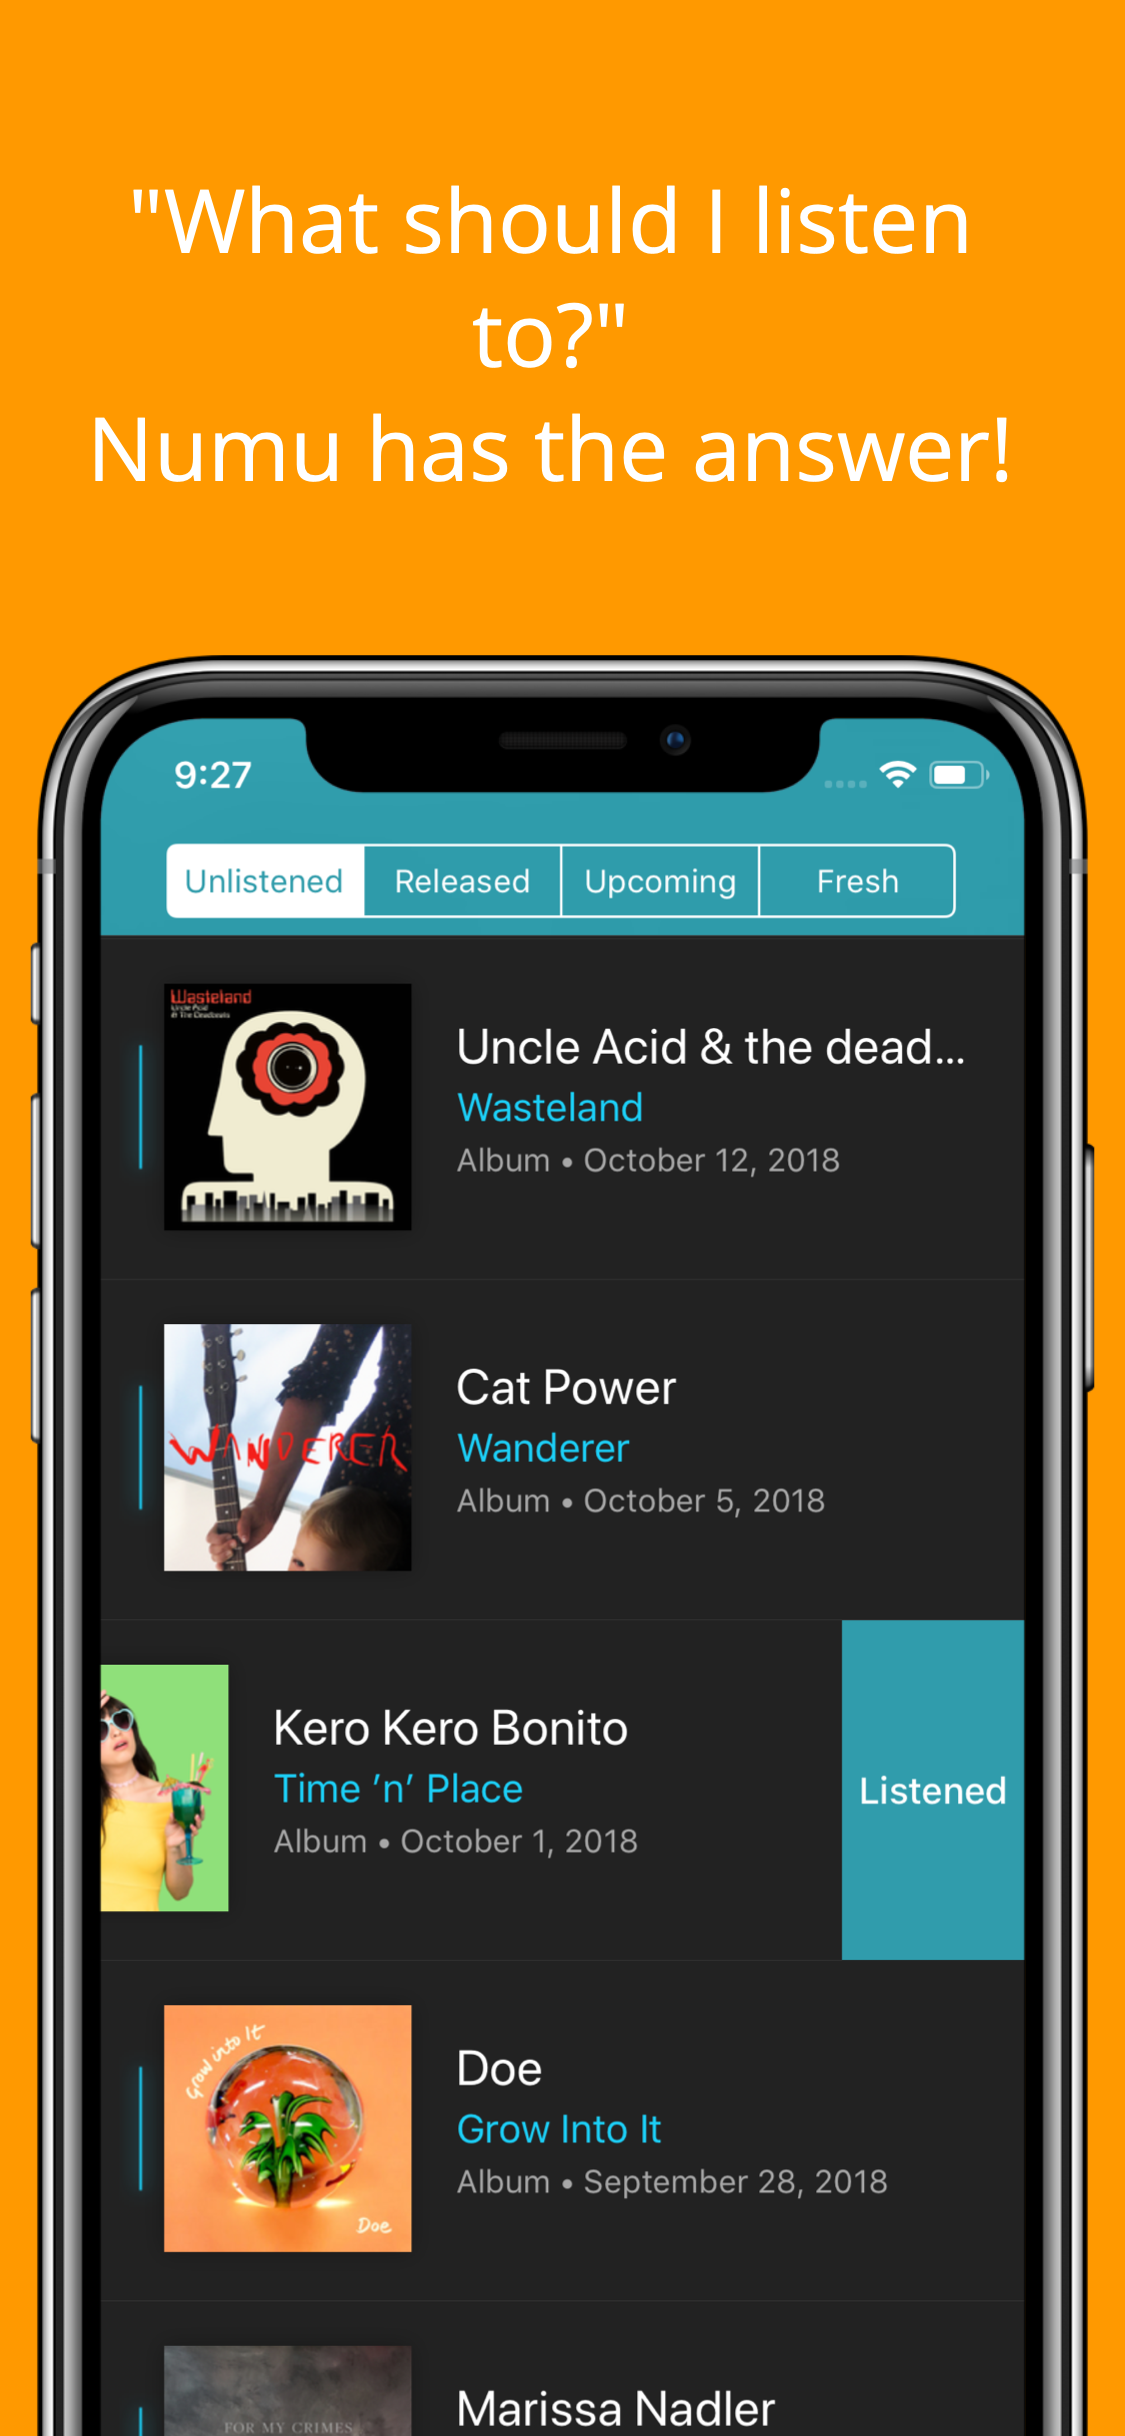 "What should I listen
to?"
Numu has the answer!
9:27
Unlistened
Released
Upcoming
Fresh
Wasteland
Uncle Acid
& The Deadbeats
Uncle Acid & the dead...
Wasteland
Album • October 12, 2018
WANDERER
Cat Power
Wanderer
Album • October 5, 2018
Kero Kero Bonito
Time ’n’ Place
Album • October 1, 2018
Listened
Grow into It
Doe
Doe
Grow Into It
Album • September 28, 2018
FOR MY CRIMES
Marissa Nadler